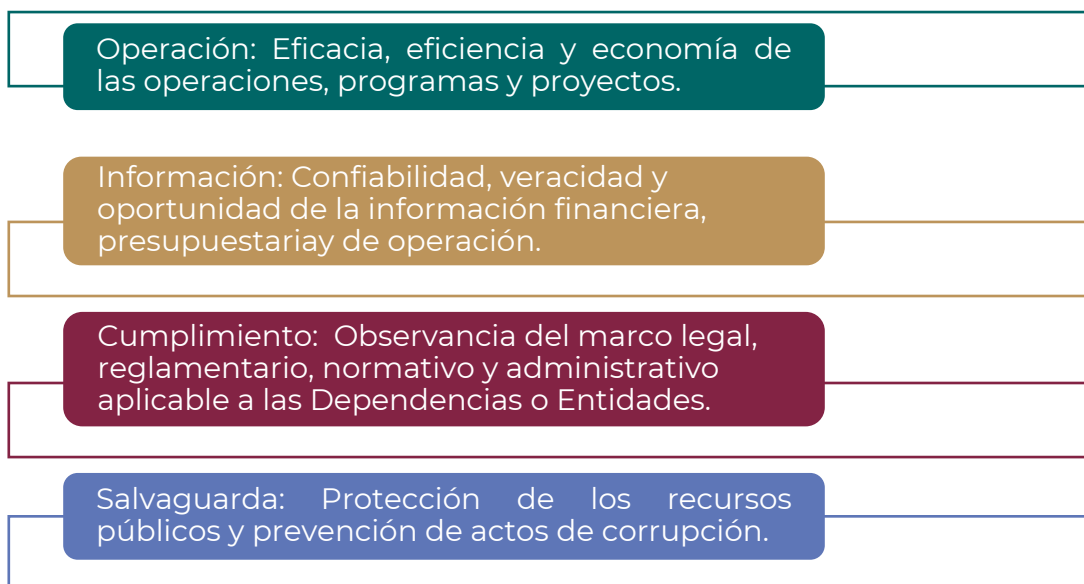 Operación: Eficacia, eficiencia y economía de
las operaciones, programas y proyectos.
Información: Confiabilidad, veracidad y
oportunidad de la información financiera,
presupuestariay de operación.
Cumplimiento: Observancia del marco legal,
reglamentario, normativo y administrativo
aplicable a las Dependencias o Entidades.
Salvaguarda: Protección de los recursos
públicos y prevención de actos de corrupción.